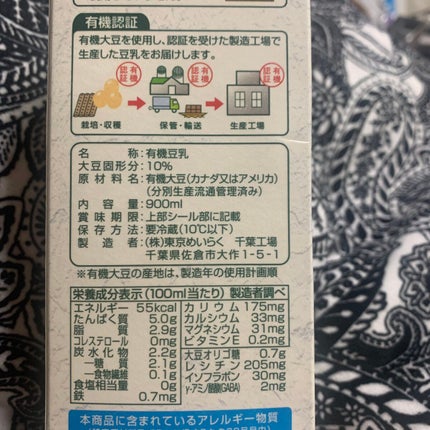 有機認証
有機大豆を使用し、認証を受けた製造工場で
生産した豆乳をお届けします。
有機認証
有機認証
有機認証
栽培・収穫
保管・輸送
生産工場
名称:有機豆乳
大豆固形分:10%
原材料名:有機大豆(カナダ又はアメリカ)
(分別生産流通管理済み)
内容量:900ml
賞味期限:上部シール部に記載
保存方法:要冷蔵(10℃以下)
製造者:(株)東京めいらく 千葉工場
千葉県佐倉市大作1-5-1
※有機大豆の産地は、製造年の使用計画順
栄養成分表示(100ml当たり)製造者調べ
エネルギー 55kcal
たんぱく質 5.0g
脂質 2.9g
コレステロール 0mg
炭水化物 2.2g
ー糖質 2.1g
ー食物繊維 0.1g
食塩相当量 0g
鉄 0.7mg
カリウム 175mg
カルシウム 33mg
マグネシウム 31mg
ビタミンE 0.2mg
大豆オリゴ糖 0.7g
レシチン 205mg
イソフラボン 30mg
γ-アミノ酪酸(GABA) 2mg
本商品に含まれているアレルギー物質